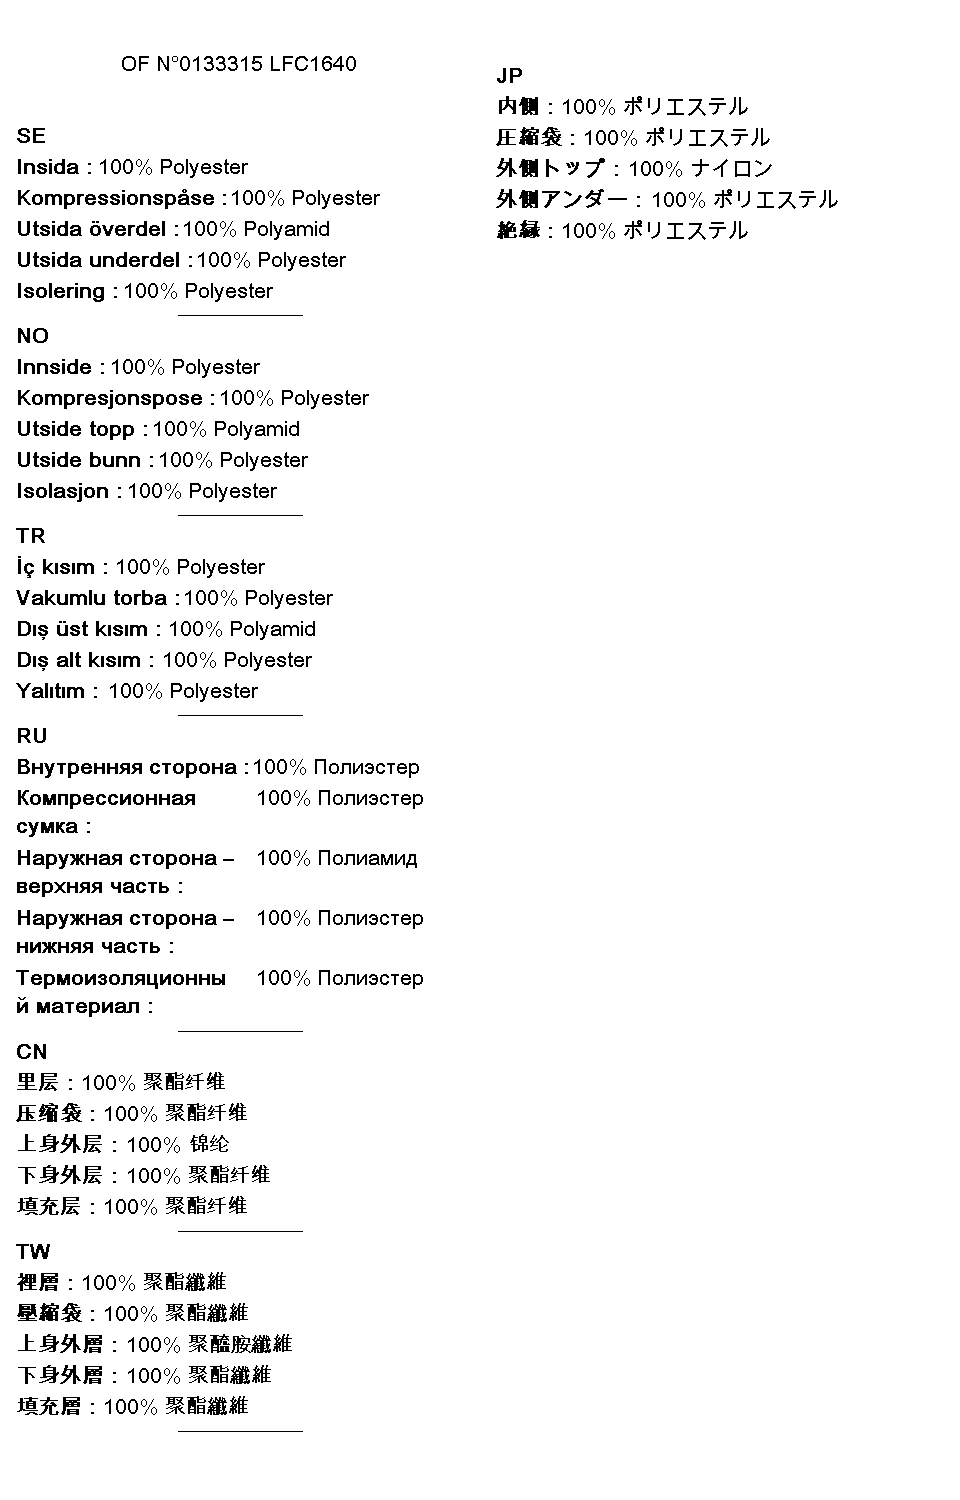 OF N°0133315 LFC1640
SE
Insida : 100% Polyester
Kompressionspåse : 100% Polyester
Utsida överdel : 100% Polyamid
Utsida underdel : 100% Polyester
Isolering : 100% Polyester
NO
Innside : 100% Polyester
Kompresjonspose : 100% Polyester
Utside topp : 100% Polyamid
Utside bunn : 100% Polyester
Isolasjon : 100% Polyester
TR
İç kısım : 100% Polyester
Vakumlu torba : 100% Polyester
Dış üst kısım : 100% Polyamid
Dış alt kısım : 100% Polyester
Yalıtım : 100% Polyester
RU
Внутренняя сторона : 100% Полиэстер
Компрессионная 100% Полиэстер
сумка :
Наружная сторона – 100% Полиамид
верхняя часть :
Наружная сторона – 100% Полиэстер
нижняя часть :
Термоизоляционны 100% Полиэстер
й материал :
CN
里层 : 100% 聚酯纤维
压缩袋 : 100% 聚酯纤维
上身外层 : 100% 锦纶
下身外层 : 100% 聚酯纤维
填充层 : 100% 聚酯纤维
TW
裡層 : 100% 聚酯纖維
壓縮袋 : 100% 聚酯纖維
上身外層 : 100% 聚醯胺纖維
下身外層 : 100% 聚酯纖維
填充層 : 100% 聚酯纖維
JP
内側 : 100% ポリエステル
圧縮袋 : 100% ポリエステル
外側トップ : 100% ナイロン
外側アンダー : 100% ポリエステル
絶縁 : 100% ポリエステル